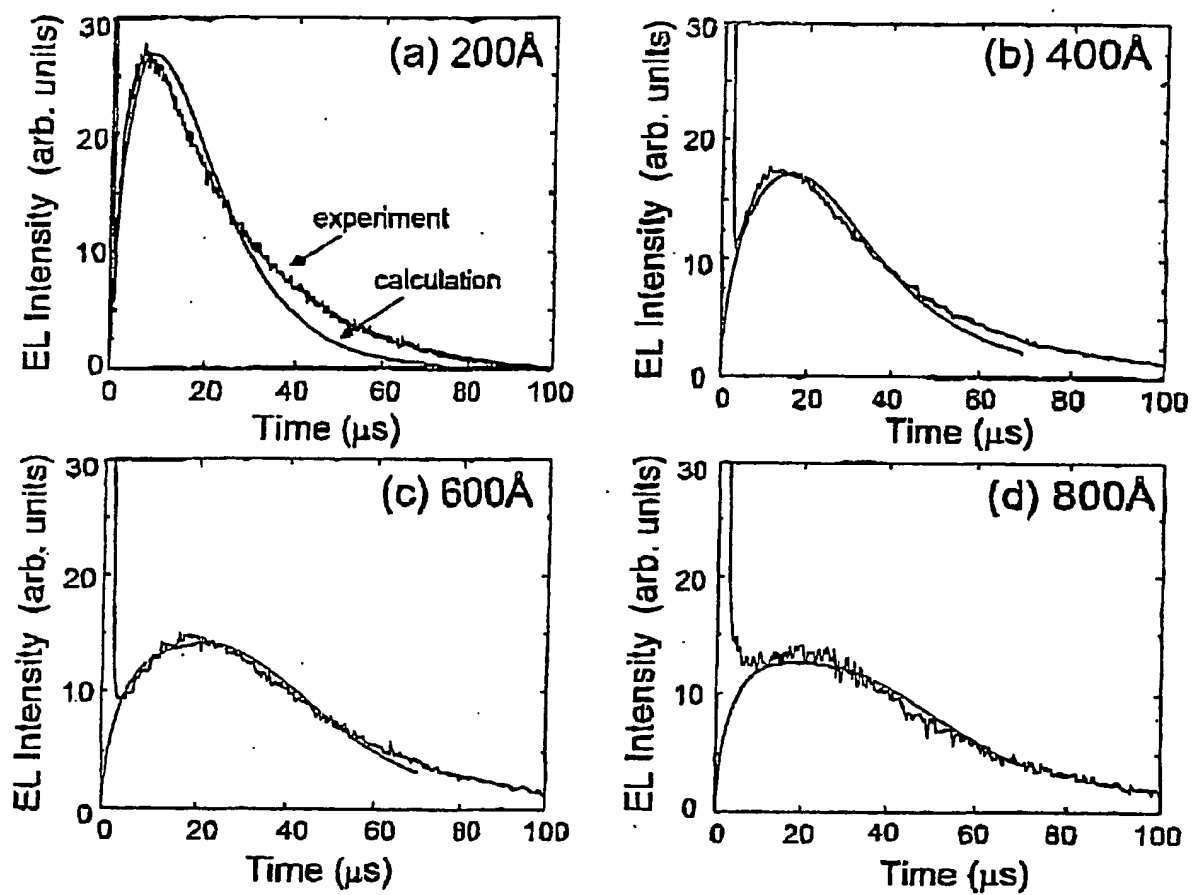 (a) 200Å
EL Intensity (arb. units)
30
20
10
0
experiment
calculation
0 20 40 60 80 100
Time (μs)
(b) 400Å
EL Intensity (arb. units)
30
20
10
0
0 20 40 60 80 100
Time (μs)
(c) 600Å
EL Intensity (arb. units)
30
20
10
0
0 20 40 60 80 100
Time (μs)
(d) 800Å
EL Intensity (arb. units)
30
20
10
0
0 20 40 60 80 100
Time (μs)